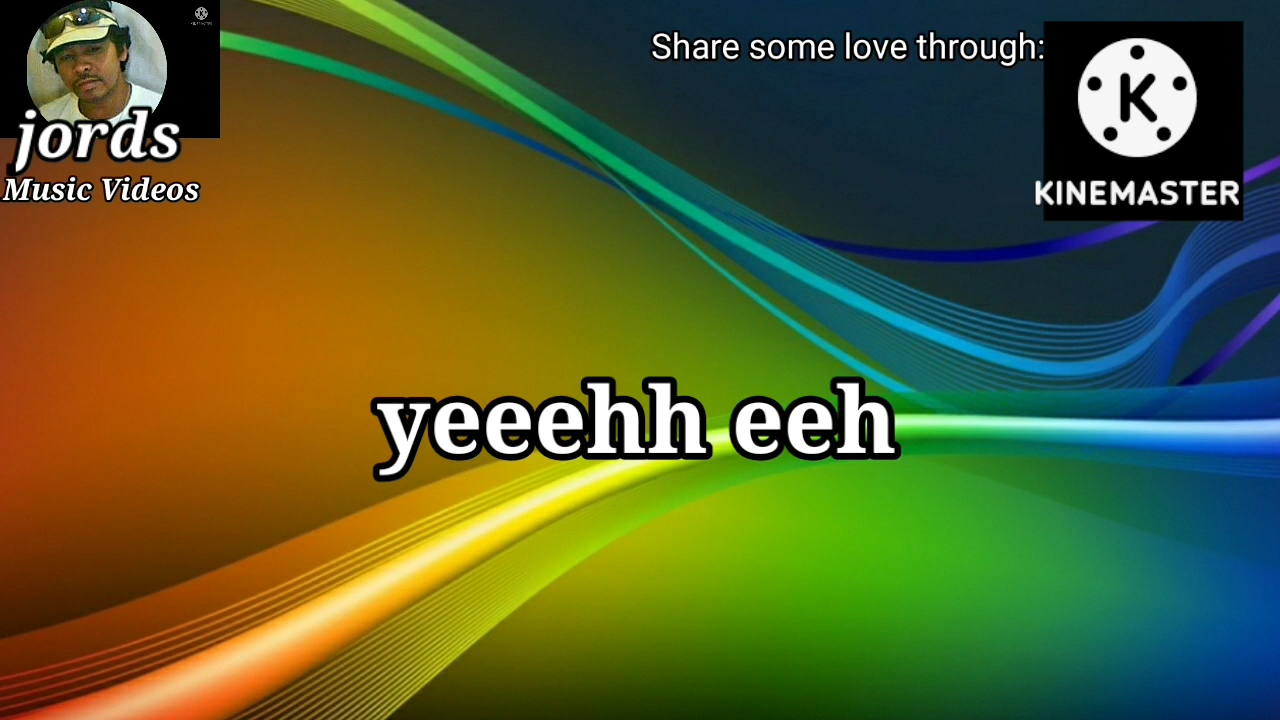 Share some love through:
K
KINEMASTER
jords
Music Videos
yeeehh eeh